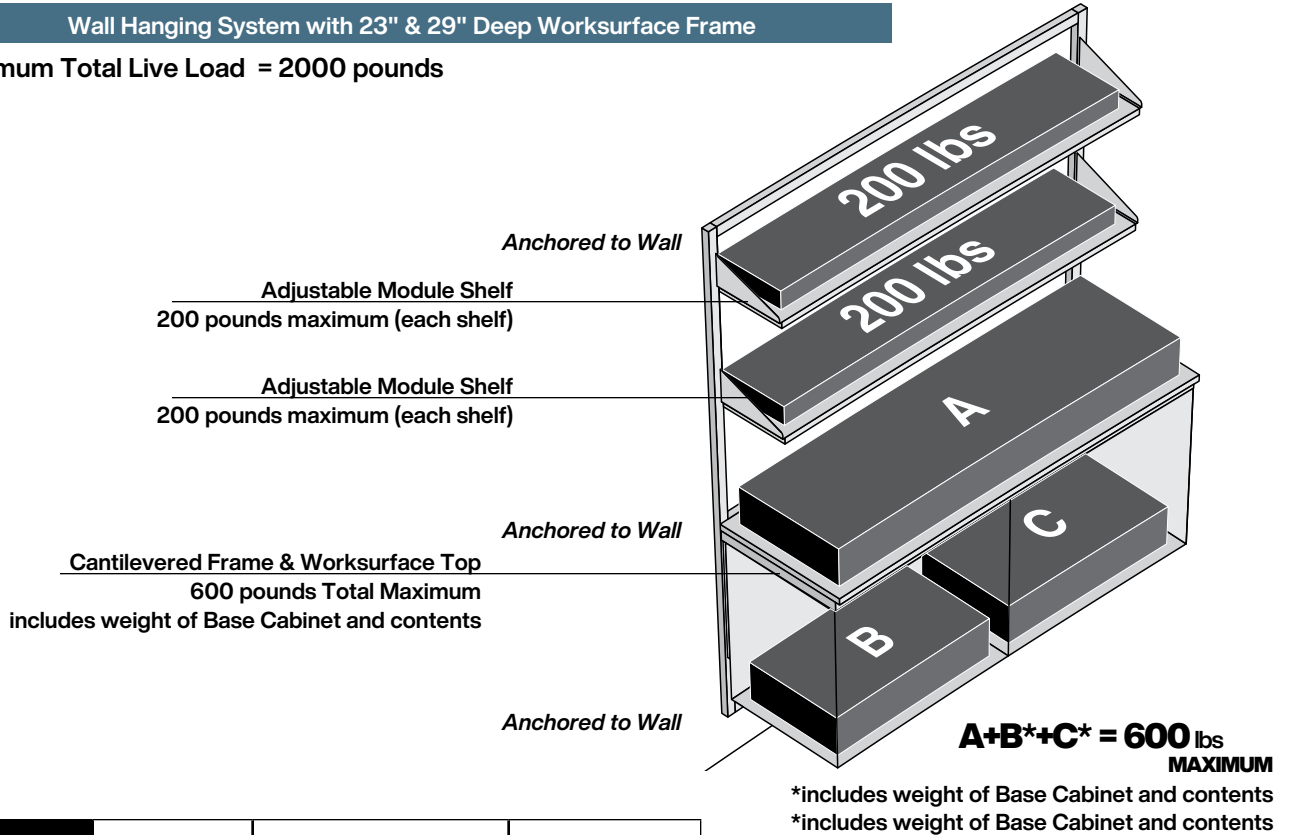 Wall Hanging System with 23" & 29" Deep Worksurface Frame
Total Live Load = 2000 pounds
200 lbs
Anchored to Wall
200 lbs
Adjustable Module Shelf
200 pounds maximum (each shelf)
Adjustable Module Shelf
200 pounds maximum (each shelf)
A
Anchored to Wall
C
Cantilevered Frame & Worksurface Top
600 pounds Total Maximum
includes weight of Base Cabinet and contents
B
Anchored to Wall
A+B*+C* = 600 lbs
MAXIMUM
*includes weight of Base Cabinet and contents
*includes weight of Base Cabinet and contents